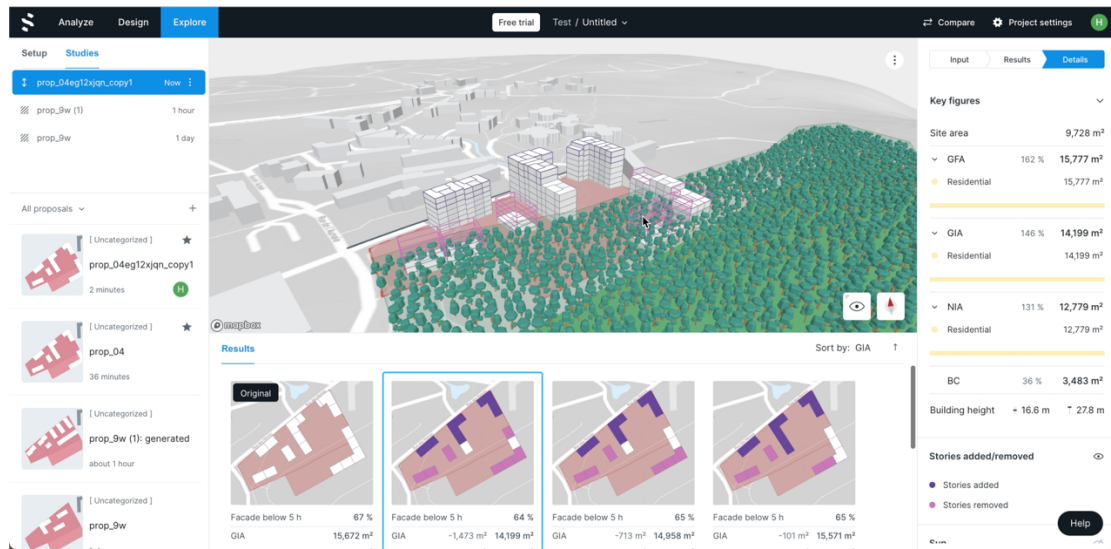 Analyze Design Explore Free trial Test / Untitled Compare Project settings H
Setup Studies
prop_04eg12xjqn_copy1 Now
prop_9w (1) 1 hour
prop_9w 1 day
All proposals +
[ Uncategorized ]
prop_04eg12xjqn_copy1
2 minutes H
[ Uncategorized ]
prop_04
36 minutes
[ Uncategorized ]
prop_9w (1): generated
about 1 hour
[ Uncategorized ]
prop_9w
mapbox
Results Sort by: GIA ↑
Original
Facade below 5 h 67 %
GIA 15,672 m²
Facade below 5 h 64 %
GIA -1,473 m² 14,199 m²
Facade below 5 h 65 %
GIA -713 m² 14,958 m²
Facade below 5 h 65 %
GIA -101 m² 15,571 m²
Input Results Details
Key figures
Site area 9,728 m²
GFA 162 % 15,777 m²
Residential 15,777 m²
GIA 146 % 14,199 m²
Residential 14,199 m²
NIA 131 % 12,779 m²
Residential 12,779 m²
BC 36 % 3,483 m²
Building height 16.6 m 27.8 m
Stories added/removed
Stories added
Stories removed
Help